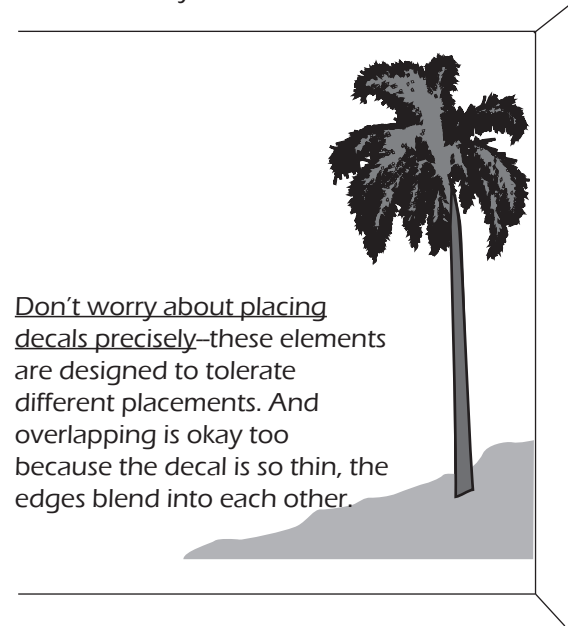 Don't worry about placing
decals precisely–these elements
are designed to tolerate
different placements. And
overlapping is okay too
because the decal is so thin, the
edges blend into each other.